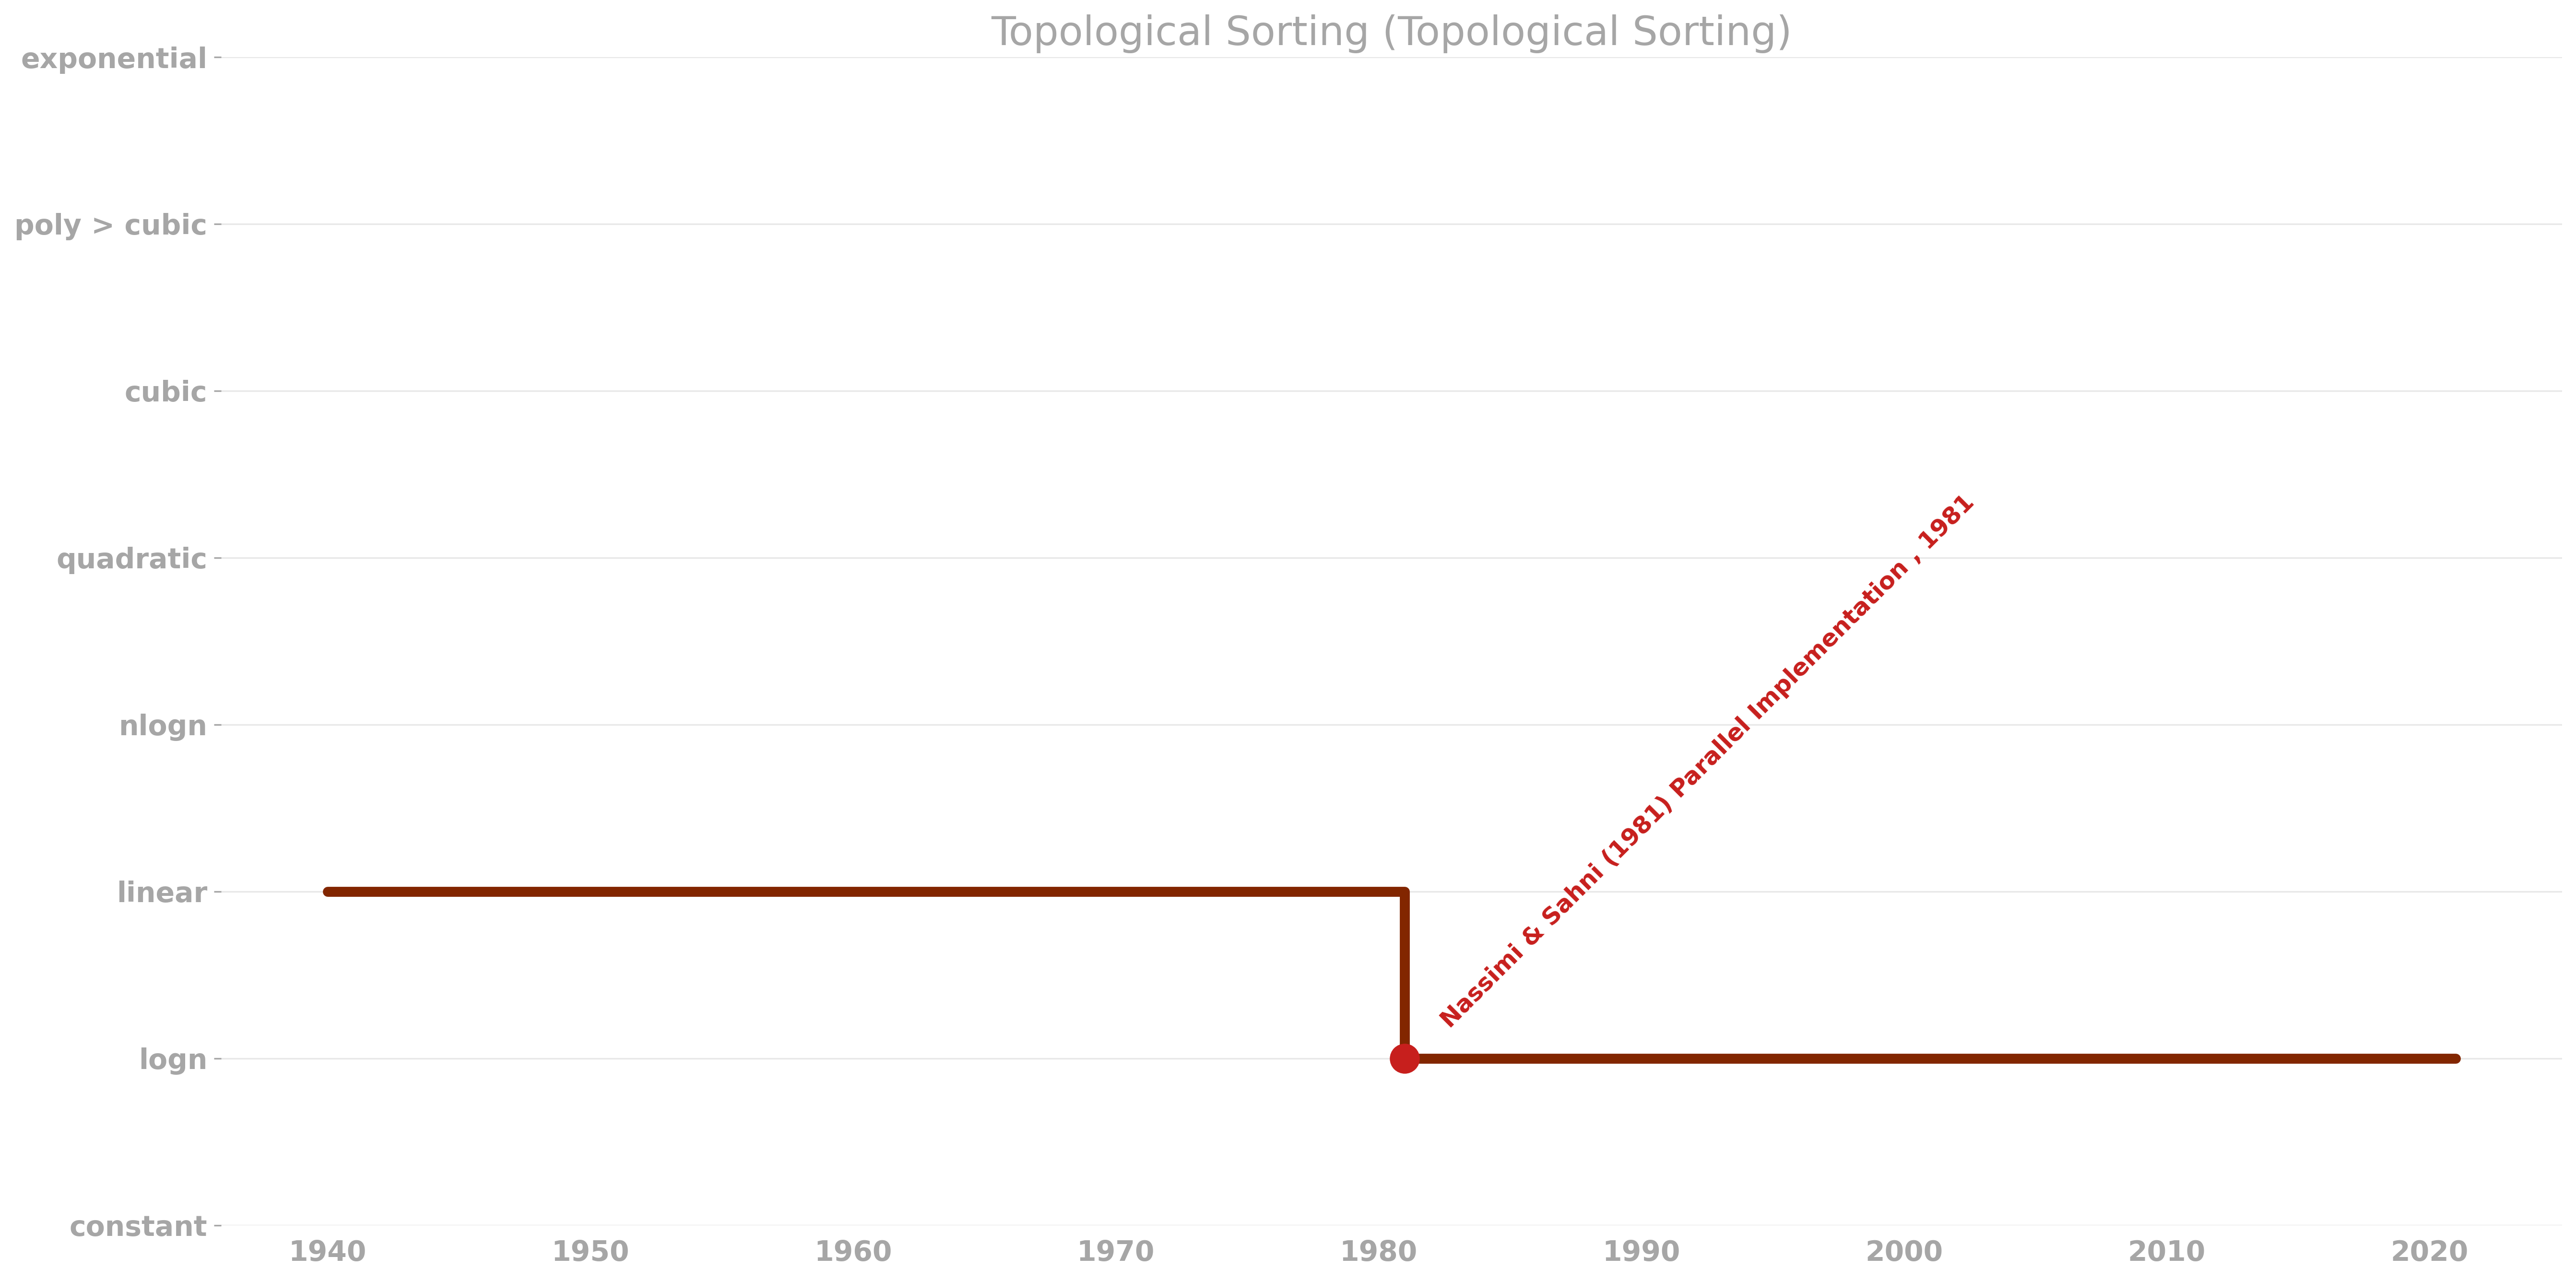 Topological Sorting (Topological Sorting)
exponential
poly > cubic
cubic
quadratic
nlogn
linear
logn
constant
Nassimi & Sahni (1981) Parallel Implementation , 1981
1940 1950 1960 1970 1980 1990 2000 2010 2020